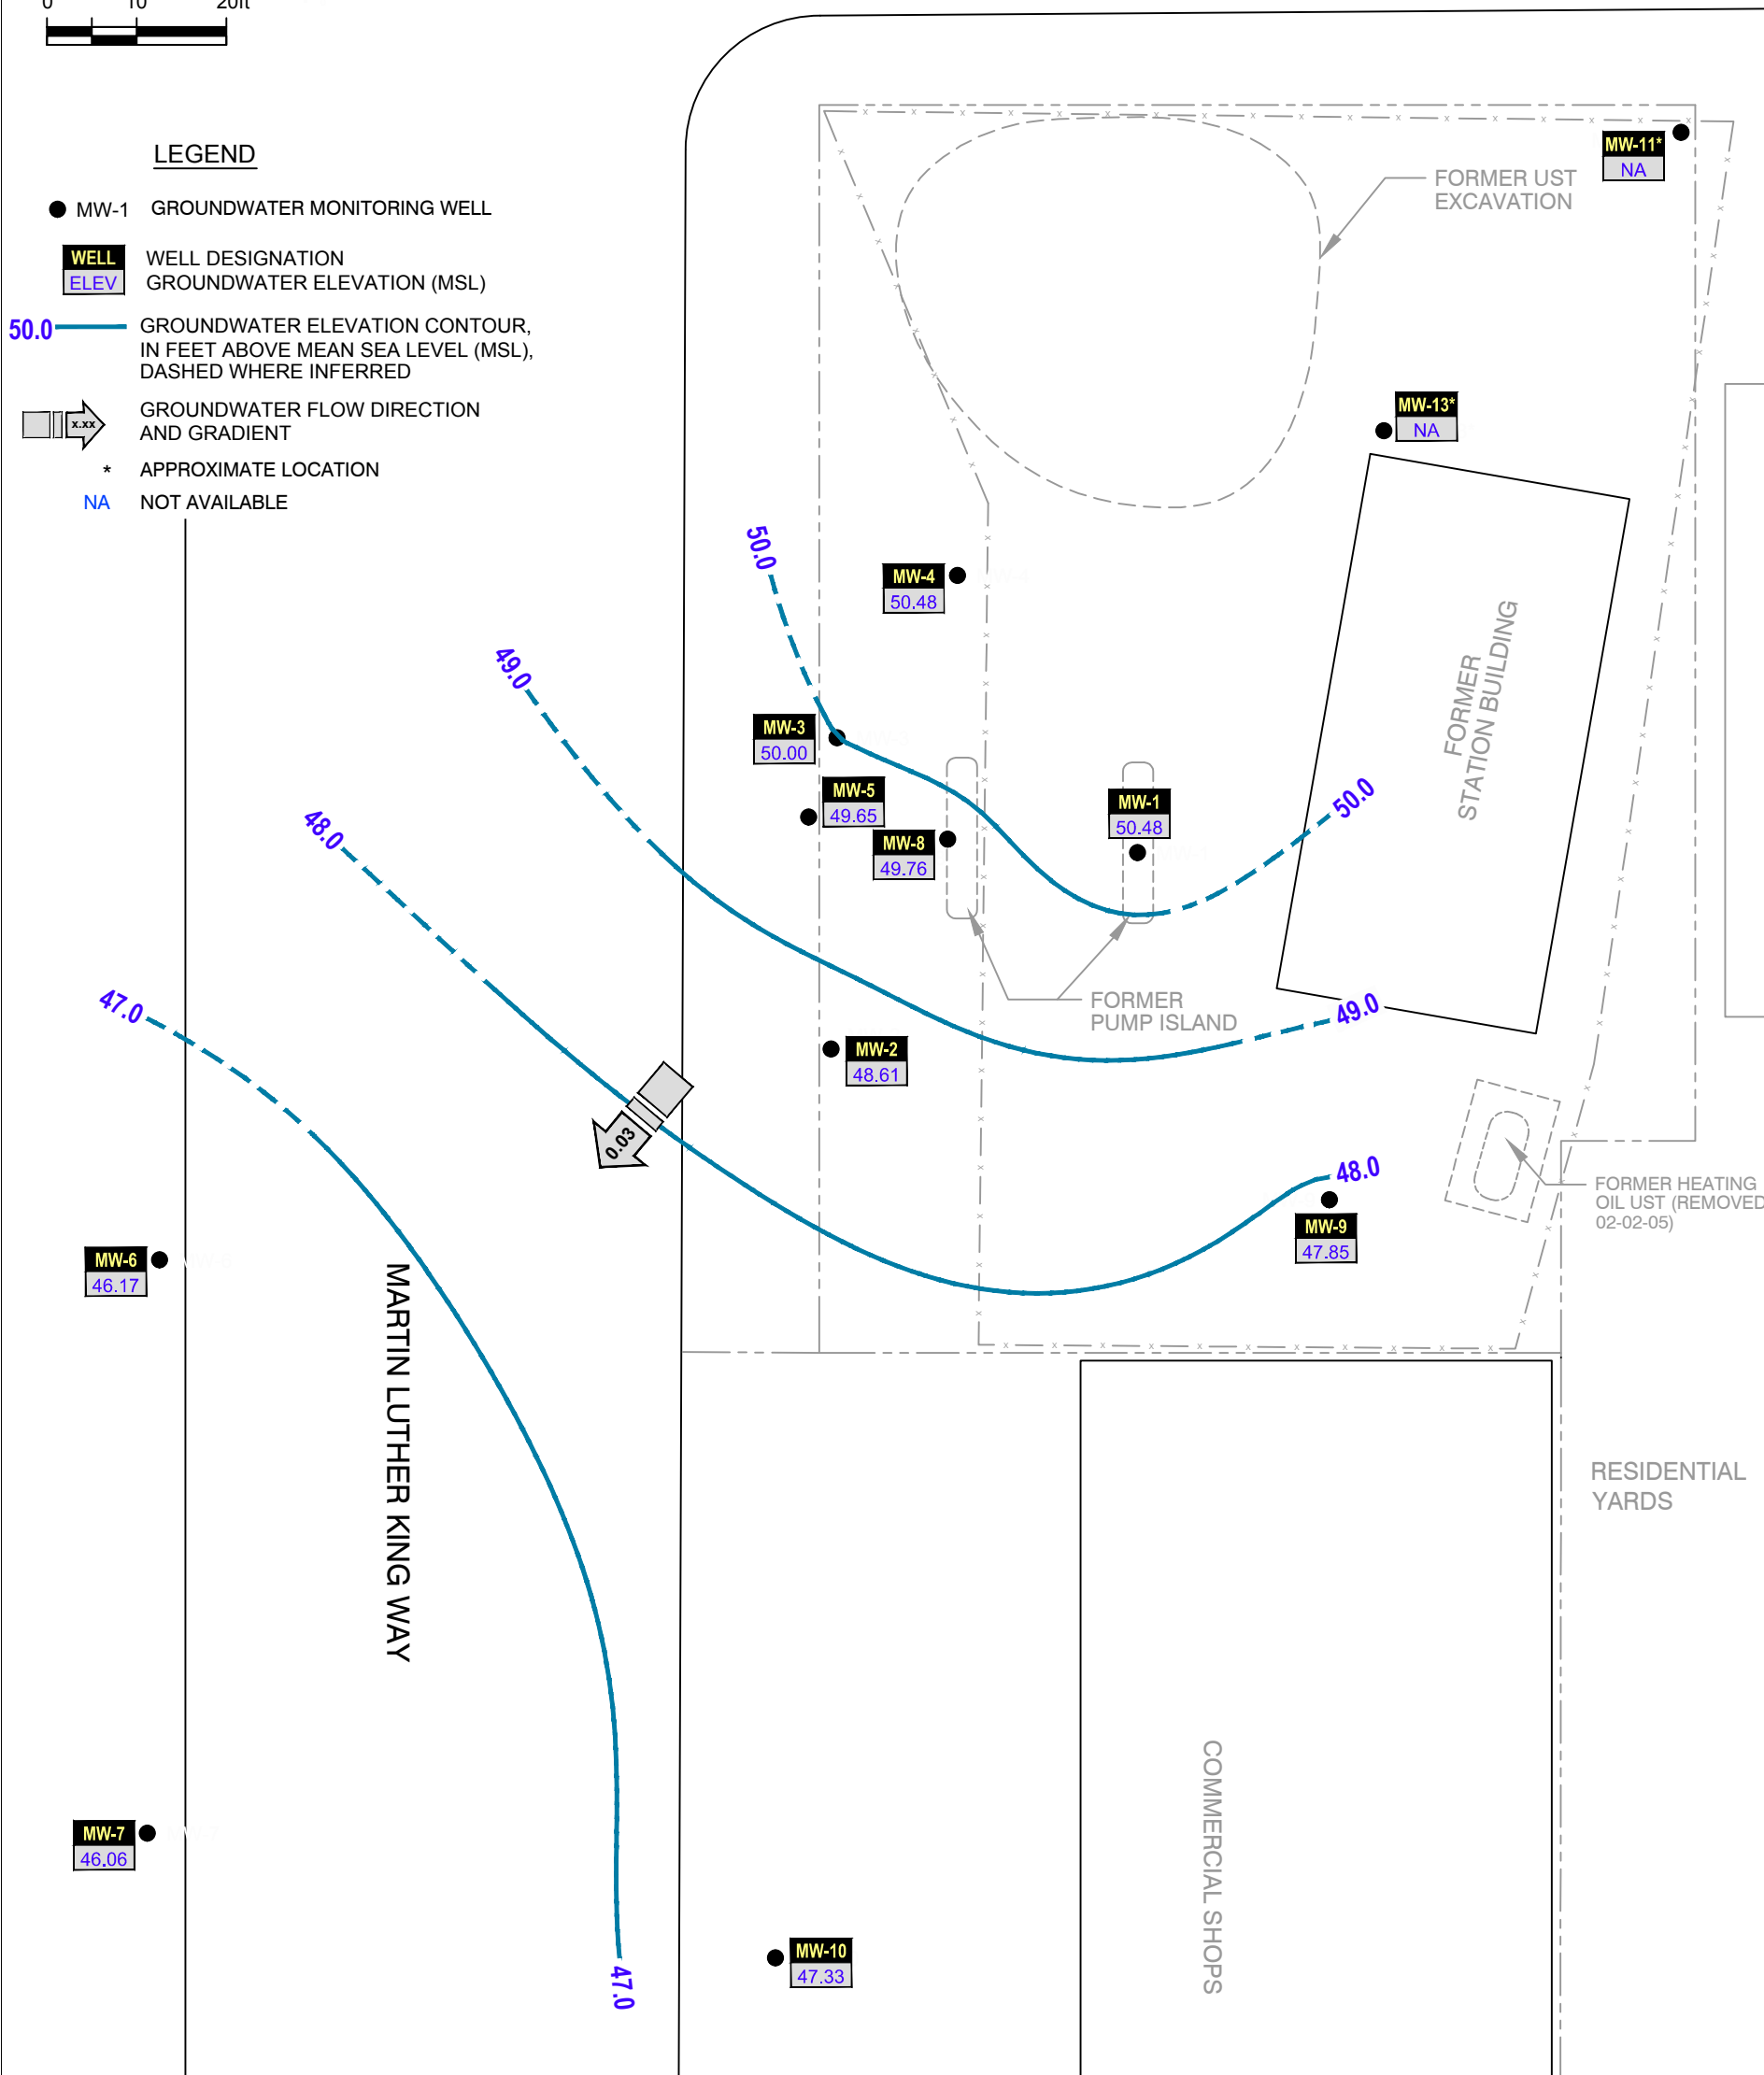 0 10 20ft
LEGEND
MW-1 GROUNDWATER MONITORING WELL
WELL
ELEV
WELL DESIGNATION
GROUNDWATER ELEVATION (MSL)
50.0
GROUNDWATER ELEVATION CONTOUR,
IN FEET ABOVE MEAN SEA LEVEL (MSL),
DASHED WHERE INFERRED
x.xx
GROUNDWATER FLOW DIRECTION
AND GRADIENT
* APPROXIMATE LOCATION
NA NOT AVAILABLE
MW-11*
NA
FORMER UST
EXCAVATION
MW-13*
NA
50.0
MW-4
50.48
FORMER
STATION BUILDING
49.0
MW-3
50.00
MW-5
49.65
MW-1
50.48
50.0
48.0
MW-8
49.76
47.0
FORMER
PUMP ISLAND
49.0
MW-2
48.61
0.03
48.0
FORMER HEATING
OIL UST (REMOVED
02-02-05)
MW-9
47.85
MW-6
46.17
MARTIN LUTHER KING WAY
RESIDENTIAL
YARDS
COMMERCIAL SHOPS
MW-7
46.06
MW-10
47.33
47.0